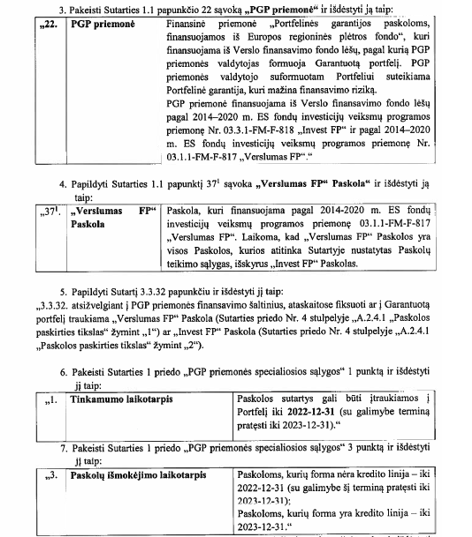 3. Pakeisti Sutarties 1.1 papunkčio 22 sąvoką „PGP priemonė" ir išdėstyti ją taip:
„22. PGP priemonė Finansinė priemonė „Portfelinės garantijos paskoloms,
finansuojamos iš Europos regioninės plėtros fondo", kuri
finansuojama iš Verslo finansavimo fondo lėšų, pagal kurią PGP
priemonės valdytojas formuoja Garantuotą portfelį. PGP
priemonės valdytojo suformuotam Portfeliui suteikiama
Portfelinė garantija, kuri mažina finansavimo riziką.
PGP priemonė finansuojama iš Verslo finansavimo fondo lėšų
pagal 2014–2020 m. ES fondų investicijų veiksmų programos
priemonę Nr. 03.3.1-FM-F-818 „Invest FP" ir pagal 2014–2020
m. ES fondų investicijų veiksmų programos priemonę Nr.
03.1.1-FM-F-817 „Verslumas FP"."
4. Papildyti Sutarties 1.1 papunktį 37¹ sąvoka „Verslumas FP" Paskola" ir išdėstyti ją
taip:
„37¹. „Verslumas FP" Paskola Paskola, kuri finansuojama pagal 2014-2020 m. ES fondų
investicijų veiksmų programos priemonę 03.1.1-FM-F-817
„Verslumas FP". Laikoma, kad „Verslumas FP" Paskolos yra
visos Paskolos, kurios atitinka Sutartyje nustatytas Paskolų
teikimo sąlygas, išskyrus „Invest FP" Paskolas.
5. Papildyti Sutartį 3.3.32 papunkčiu ir išdėstyti jį taip:
„3.3.32. atsižvelgiant į PGP priemonės finansavimo šaltinius, ataskaitose fiksuoti ar į Garantuotą
portfelį traukiama „Verslumas FP" Paskola (Sutarties priedo Nr. 4 stulpelyje „A.2.4.1 „Paskolos
paskirties tikslas" žymint „1") ar „Invest FP" Paskola (Sutarties priedo Nr. 4 stulpelyje „A.2.4.1
„Paskolos paskirties tikslas" žymint „2").
6. Pakeisti Sutarties 1 priedo „PGP priemonės specialiosios sąlygos" 1 punktą ir išdėstyti
jį taip:
„1. Tinkamumo laikotarpis Paskolos sutartys gali būti įtraukiamos į
Portfelį iki 2022-12-31 (su galimybe terminą
pratęsti iki 2023-12-31)."
7. Pakeisti Sutarties 1 priedo „PGP priemonės specialiosios sąlygos" 3 punktą ir išdėstyti
jį taip:
„3. Paskolų išmokėjimo laikotarpis Paskoloms, kurių forma nėra kredito linija – iki
2022-12-31 (su galimybe šį terminą pratęsti iki
2023-12-31);
Paskoloms, kurių forma yra kredito linija – iki
2023-12-31."